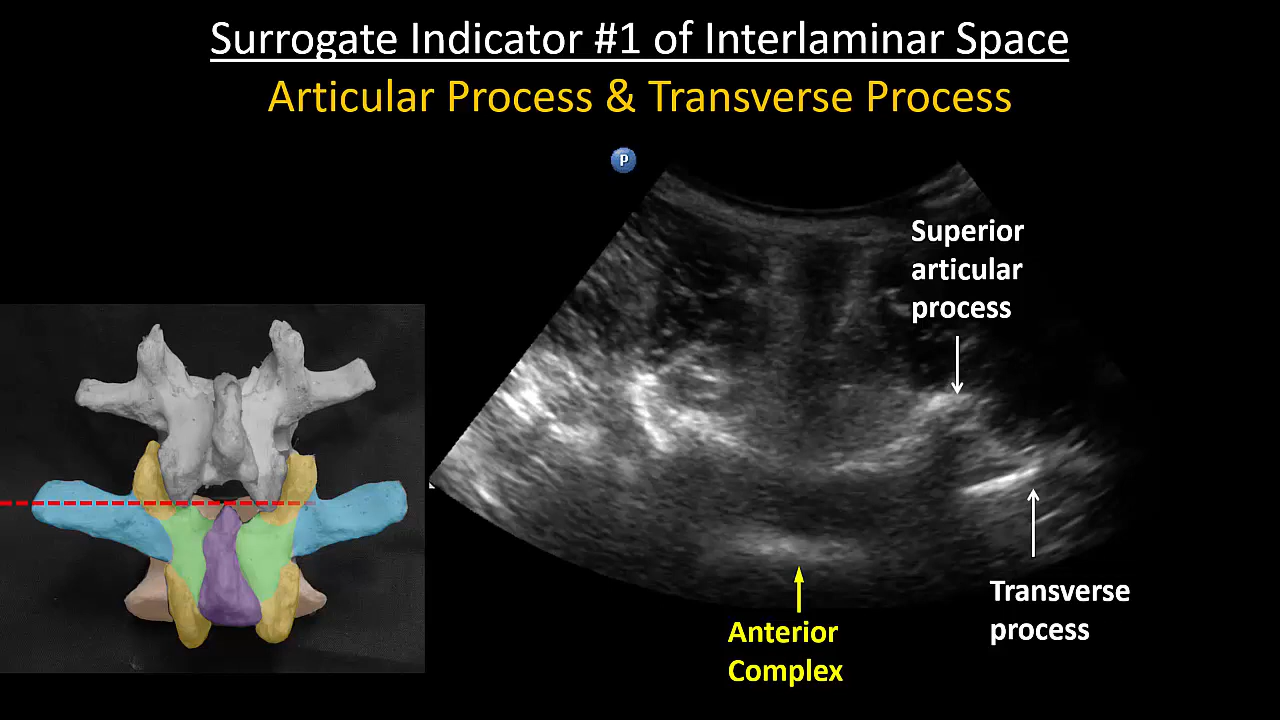 Surrogate Indicator #1 of Interlaminar Space
Articular Process & Transverse Process
P
Superior
articular
process
Transverse
process
Anterior
Complex